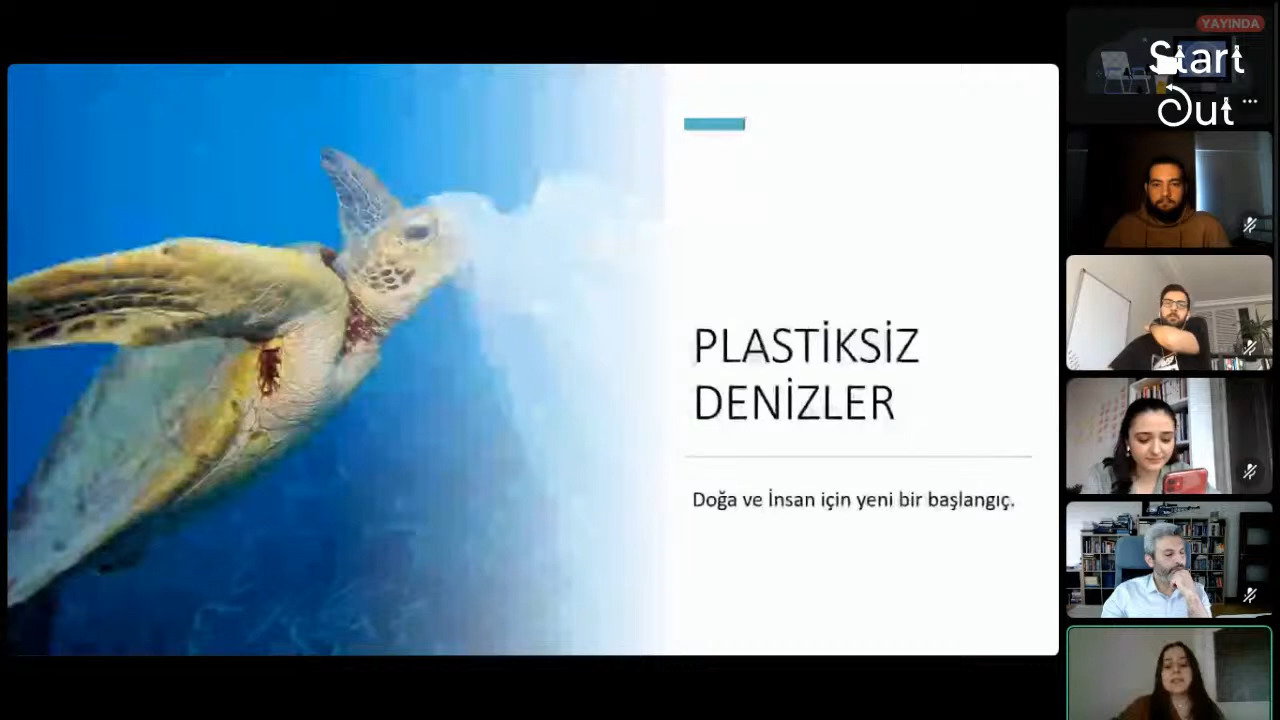 YAYINDA
Start
Out
PLASTİKSİZ
DENİZLER
Doğa ve İnsan için yeni bir başlangıç.